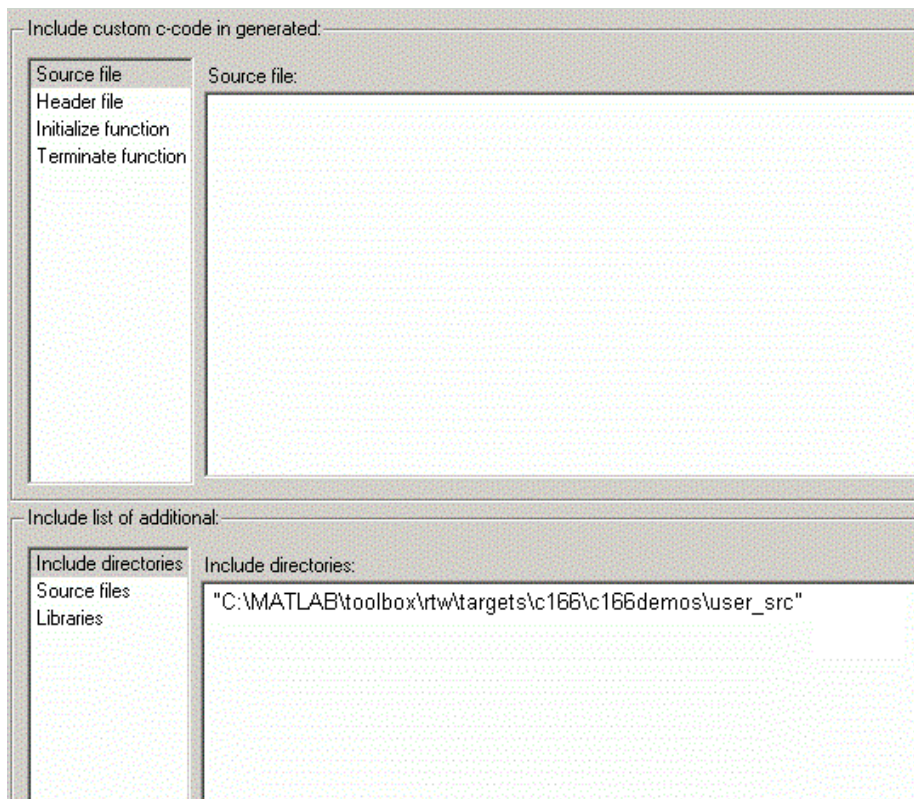 Include custom c-code in generated:
Source file
Header file
Initialize function
Terminate function
Source file:
Include list of additional:
Include directories
Source files
Libraries
Include directories:
"C:\MATLAB\toolbox\rtw\targets\c166\c166demos\user_src"